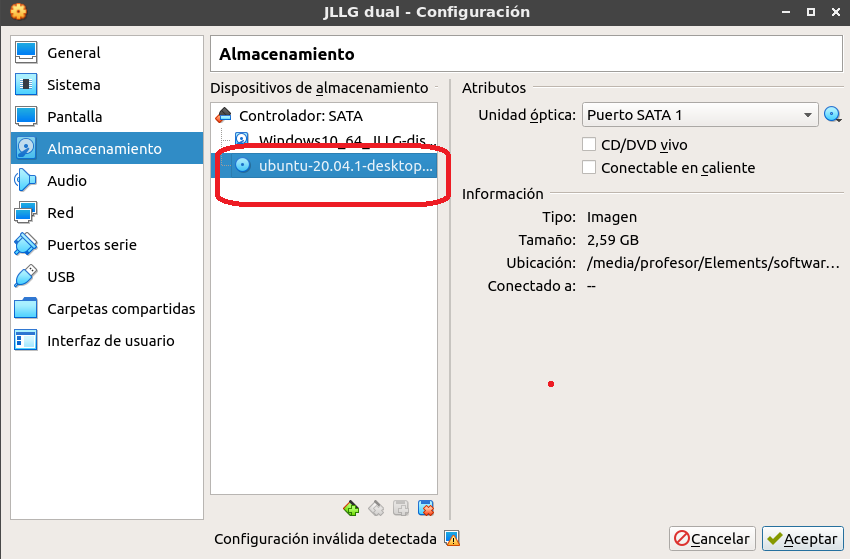 JLLG dual - Configuración
General
Sistema
Pantalla
Almacenamiento
Audio
Red
Puertos serie
USB
Carpetas compartidas
Interfaz de usuario
Almacenamiento
Dispositivos de almacenamiento
Controlador: SATA
Windows10_64_JLLG-dis...
ubuntu-20.04.1-desktop...
Atributos
Unidad óptica: Puerto SATA 1
CD/DVD vivo
Conectable en caliente
Información
Tipo: Imagen
Tamaño: 2,59 GB
Ubicación: /media/profesor/Elements/software...
Conectado a: --
Configuración inválida detectada
Cancelar
Aceptar